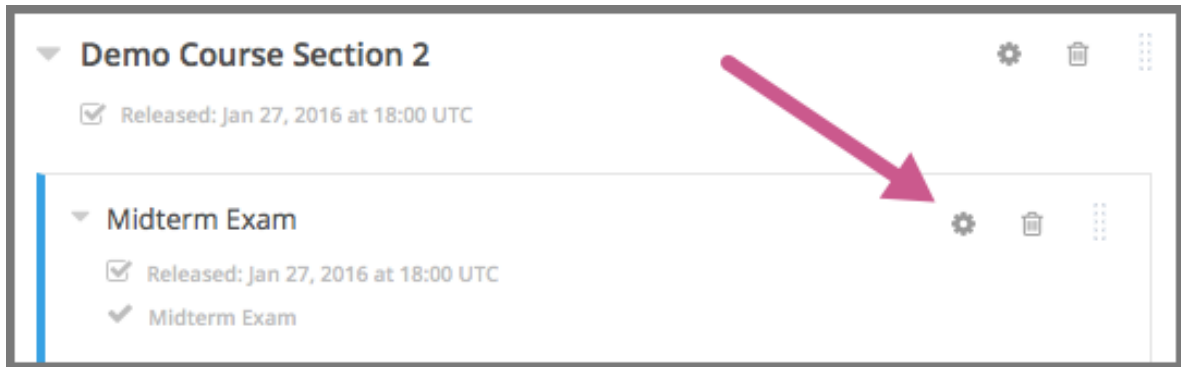 Demo Course Section 2
Released: Jan 27, 2016 at 18:00 UTC
Midterm Exam
Released: Jan 27, 2016 at 18:00 UTC
Midterm Exam